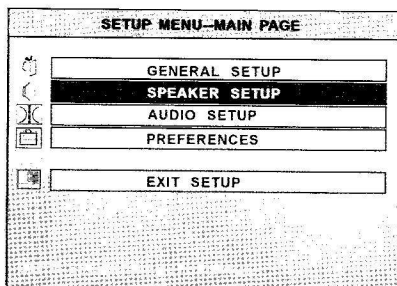 SETUP MENU–MAIN PAGE
GENERAL SETUP
SPEAKER SETUP
AUDIO SETUP
PREFERENCES
EXIT SETUP